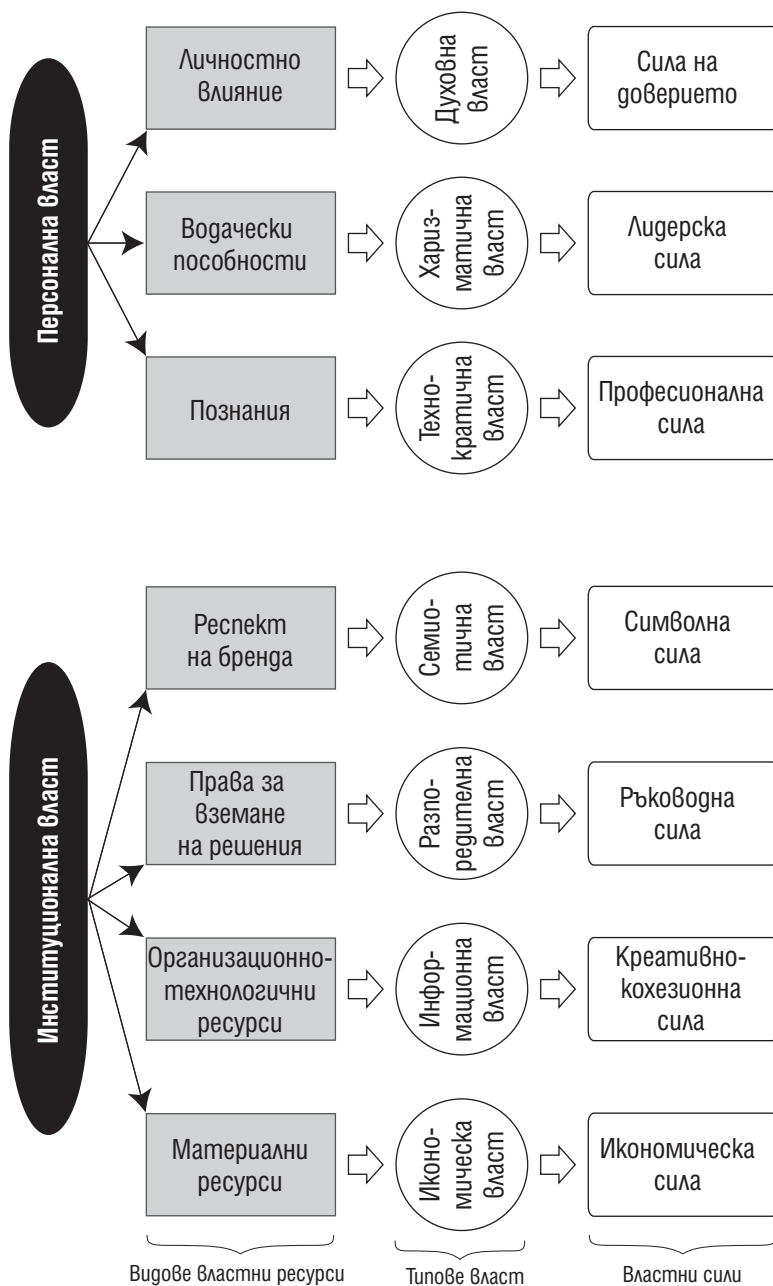 Персонална власт
Личностно
влияние
Духовна
власт
Сила на
доверието
Водачески
пособности
Хариз-
матична
власт
Лидерска
сила
Познания
Техно-
кратична
власт
Професионална
сила
Институционална власт
Респект
на бренда
Семио-
тична
власт
Символна
сила
Права за
вземане
на решения
Разпо-
редителна
власт
Ръководна
сила
Организационно-
технологични
ресурси
Инфор-
мационна
власт
Креативно-
кохезионна
сила
Материални
ресурси
Иконо-
мическа
власт
Икономическа
сила
Видове властни ресурси
Типове власт
Властни сили